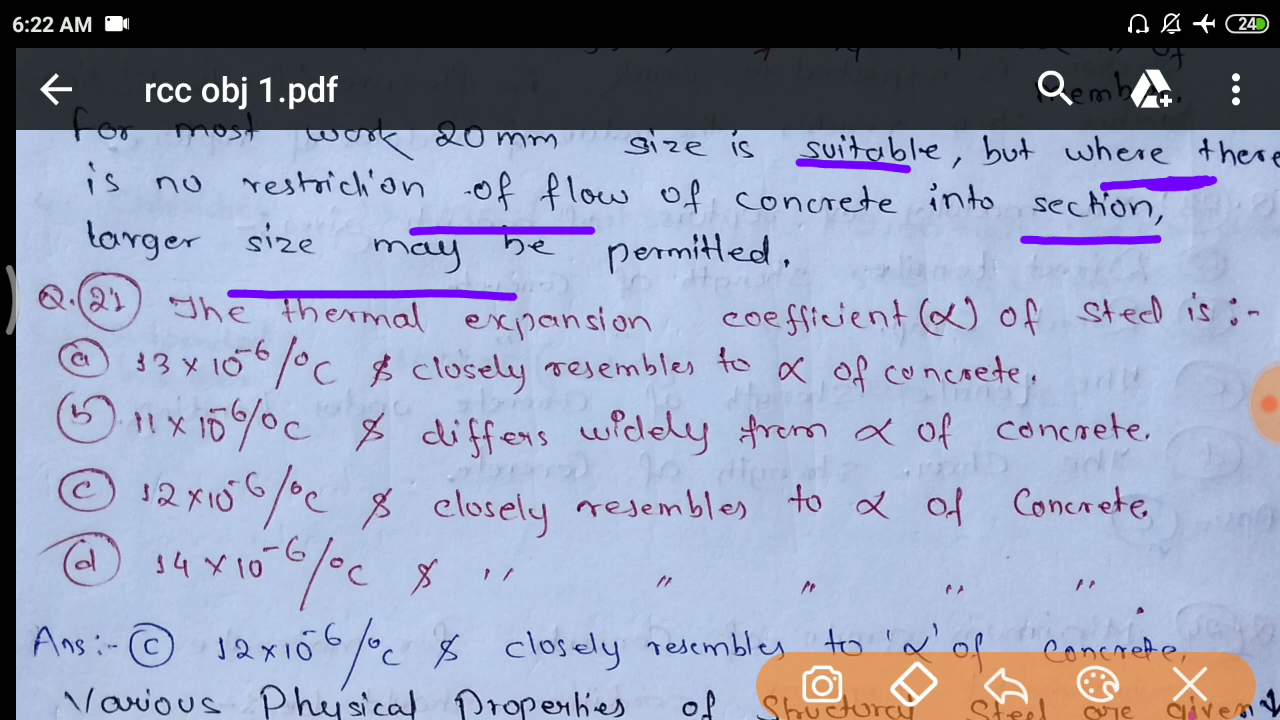 6:22 AM
24
rcc obj 1.pdf
of
member.
For most work 20mm size is suitable, but where there
is no restriction of flow of concrete into section,
larger size may be permitted.
Q. 21 The thermal expansion coefficient (α) of steel is :-
(a) 13 × 10⁻⁶/°C & closely resembles to α of concrete.
(b) 11 × 10⁻⁶/°C & differs widely from α of concrete.
(c) 12 × 10⁻⁶/°C & closely resembles to α of Concrete.
(d) 14 × 10⁻⁶/°C & ,, ,, ,, ,, ,,
Ans :- (c) 12 × 10⁻⁶/°C & closely resembles to 'α' of concrete.
Various Physical Properties of Structural Steel are given